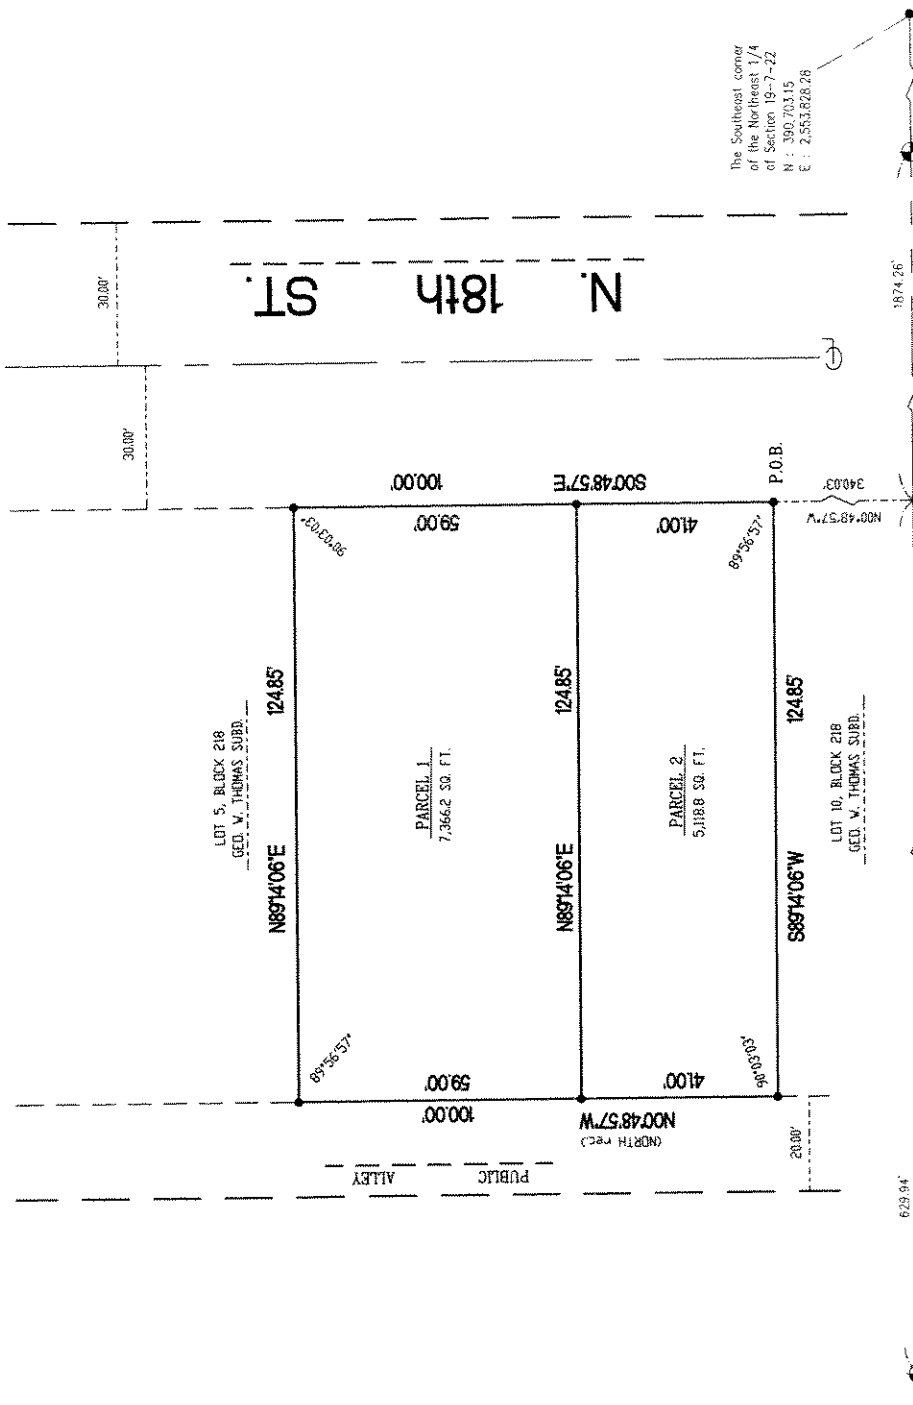 The Southeast corner
of the Northeast 1/4
of Section 19-7-22
N : 390,703.15
E : 2,553,828.28
30.00'
30.00'
N. 18th ST.
1874.26'
LOT 5, BLOCK 218
GEO. W. THOMAS SUBD.
N89°14'06"E 124.85'
100.00'
S00°48'57"E
59.00'
41.00'
90°03'03"
89°56'57"
P.O.B.
N00°48'57"W
340.03'
PARCEL 1
7,366.2 SQ. FT.
N89°14'06"E 124.85'
PARCEL 2
5,118.8 SQ. FT.
S89°14'06"W 124.85'
LOT 10, BLOCK 218
GEO. W. THOMAS SUBD.
89°56'57"
90°03'03"
59.00'
41.00'
100.00'
N00°48'57"W
(NORTH rec.)
PUBLIC ALLEY
20.00'
629.94'